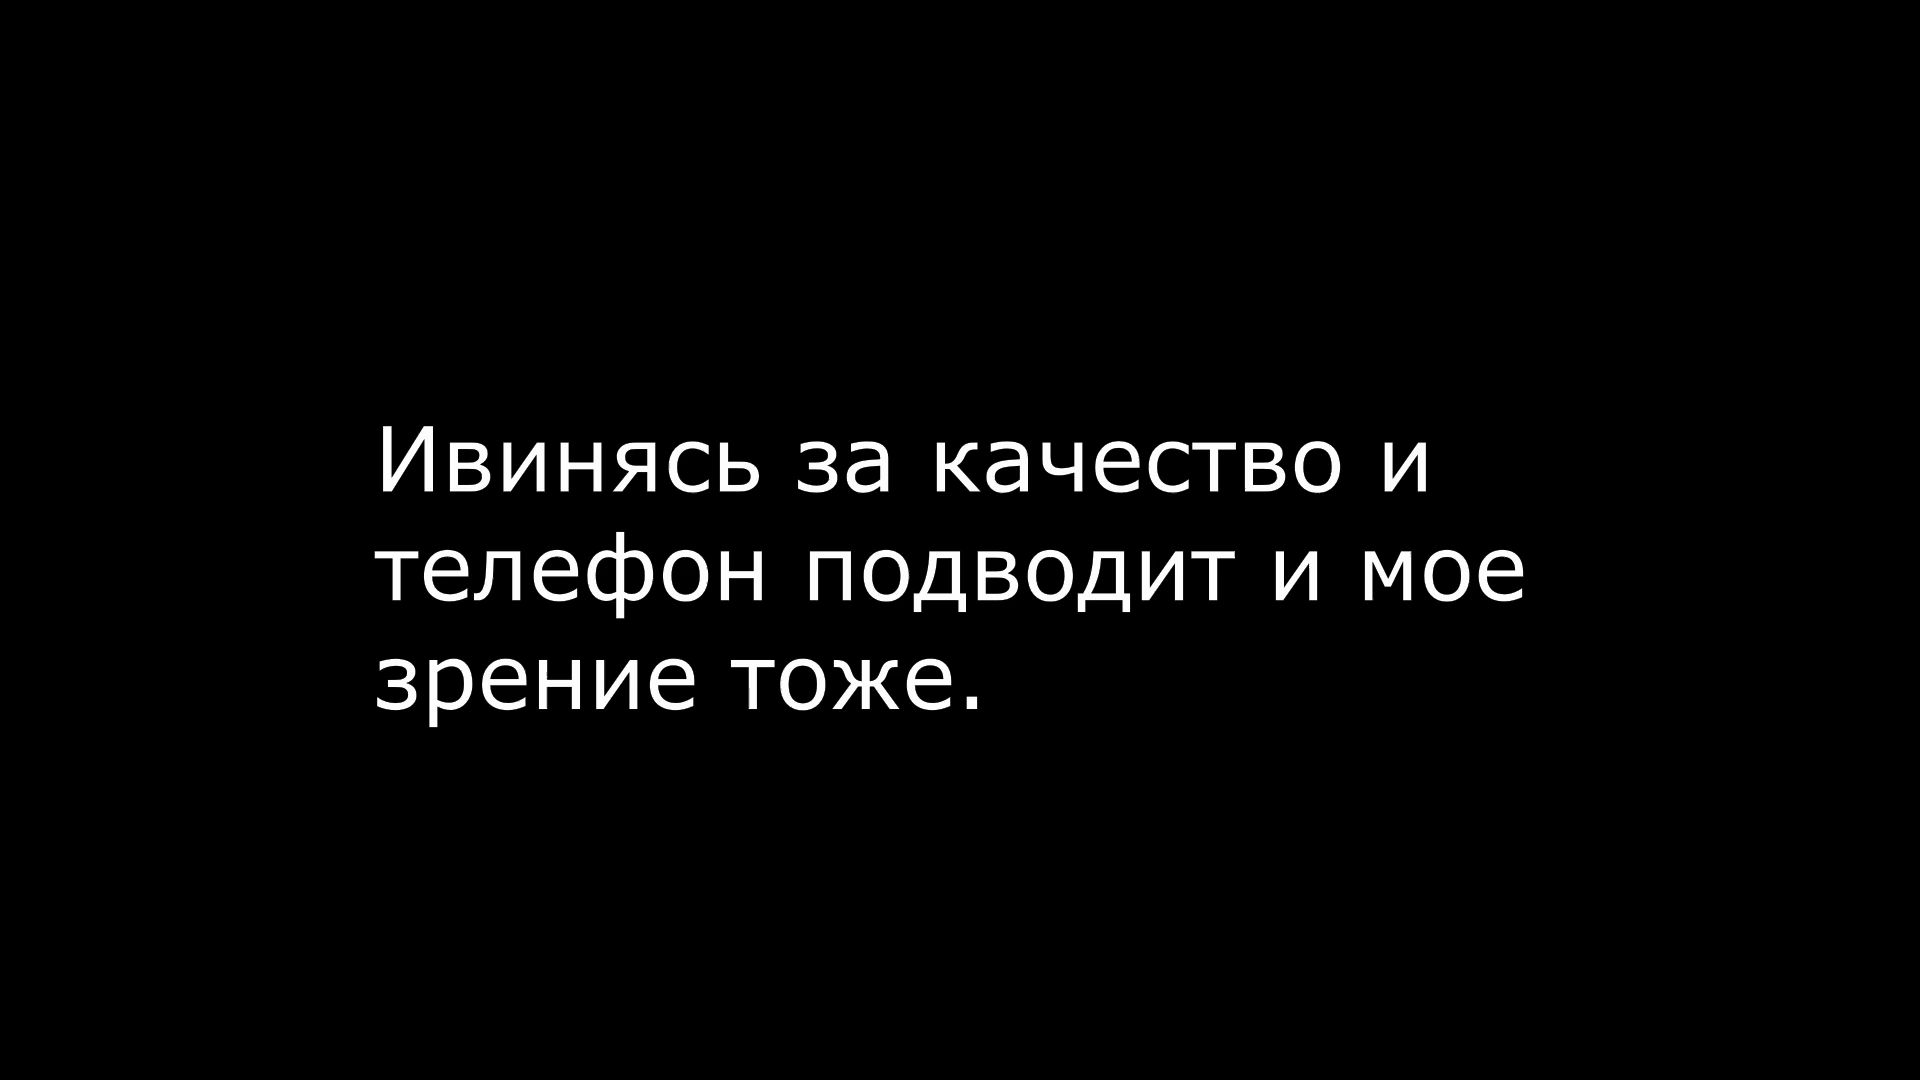 Ивинясь за качество и
телефон подводит и мое
зрение тоже.